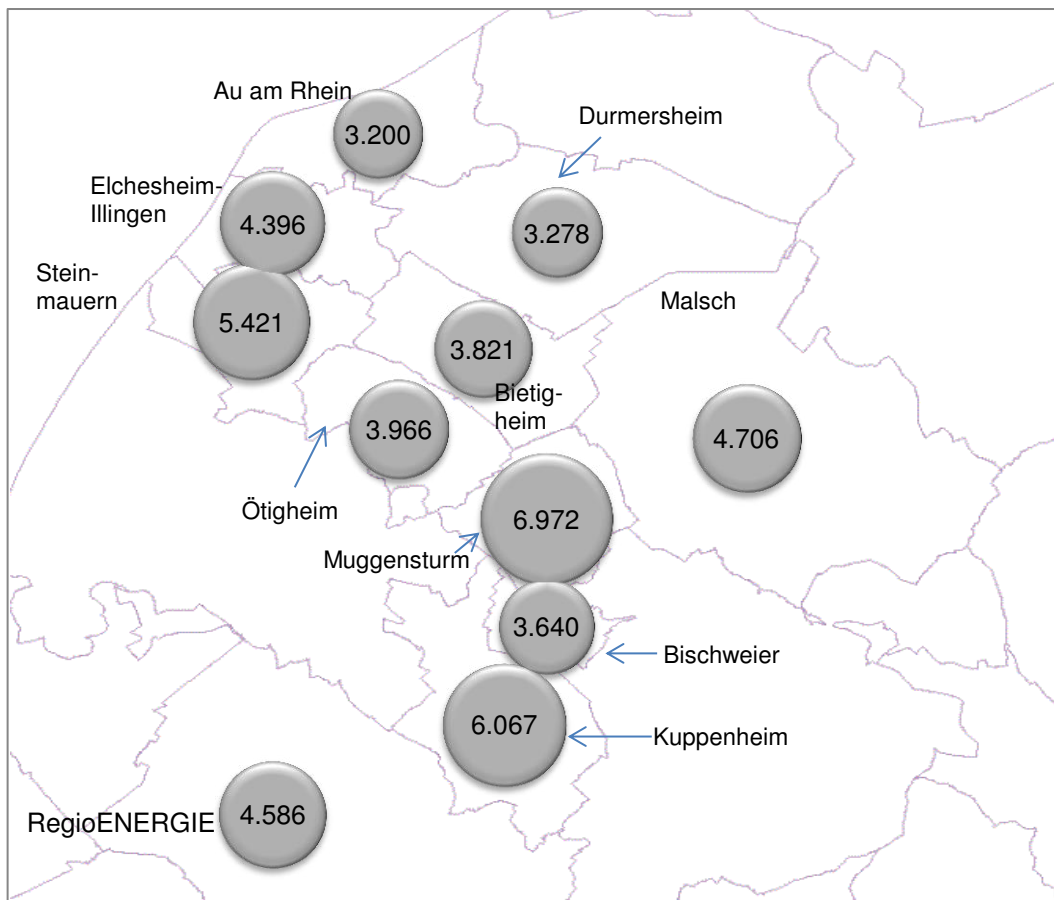 Au am Rhein
3.200
Durmersheim
Elchesheim-
Illingen
4.396
3.278
Stein-
mauern
5.421
Malsch
3.821
Bietig-
heim
3.966
4.706
Ötigheim
6.972
Muggensturm
3.640
Bischweier
6.067
Kuppenheim
RegioENERGIE
4.586